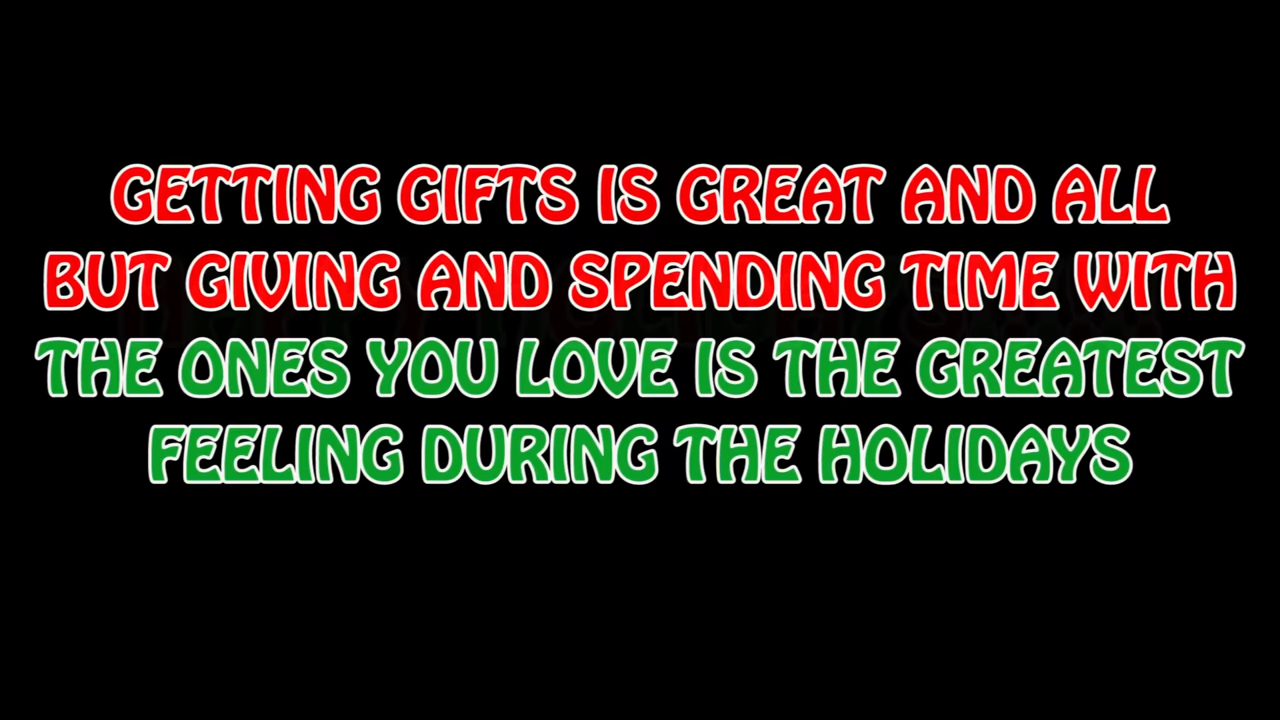 GETTING GIFTS IS GREAT AND ALL
BUT GIVING AND SPENDING TIME WITH
THE ONES YOU LOVE IS THE GREATEST
FEELING DURING THE HOLIDAYS